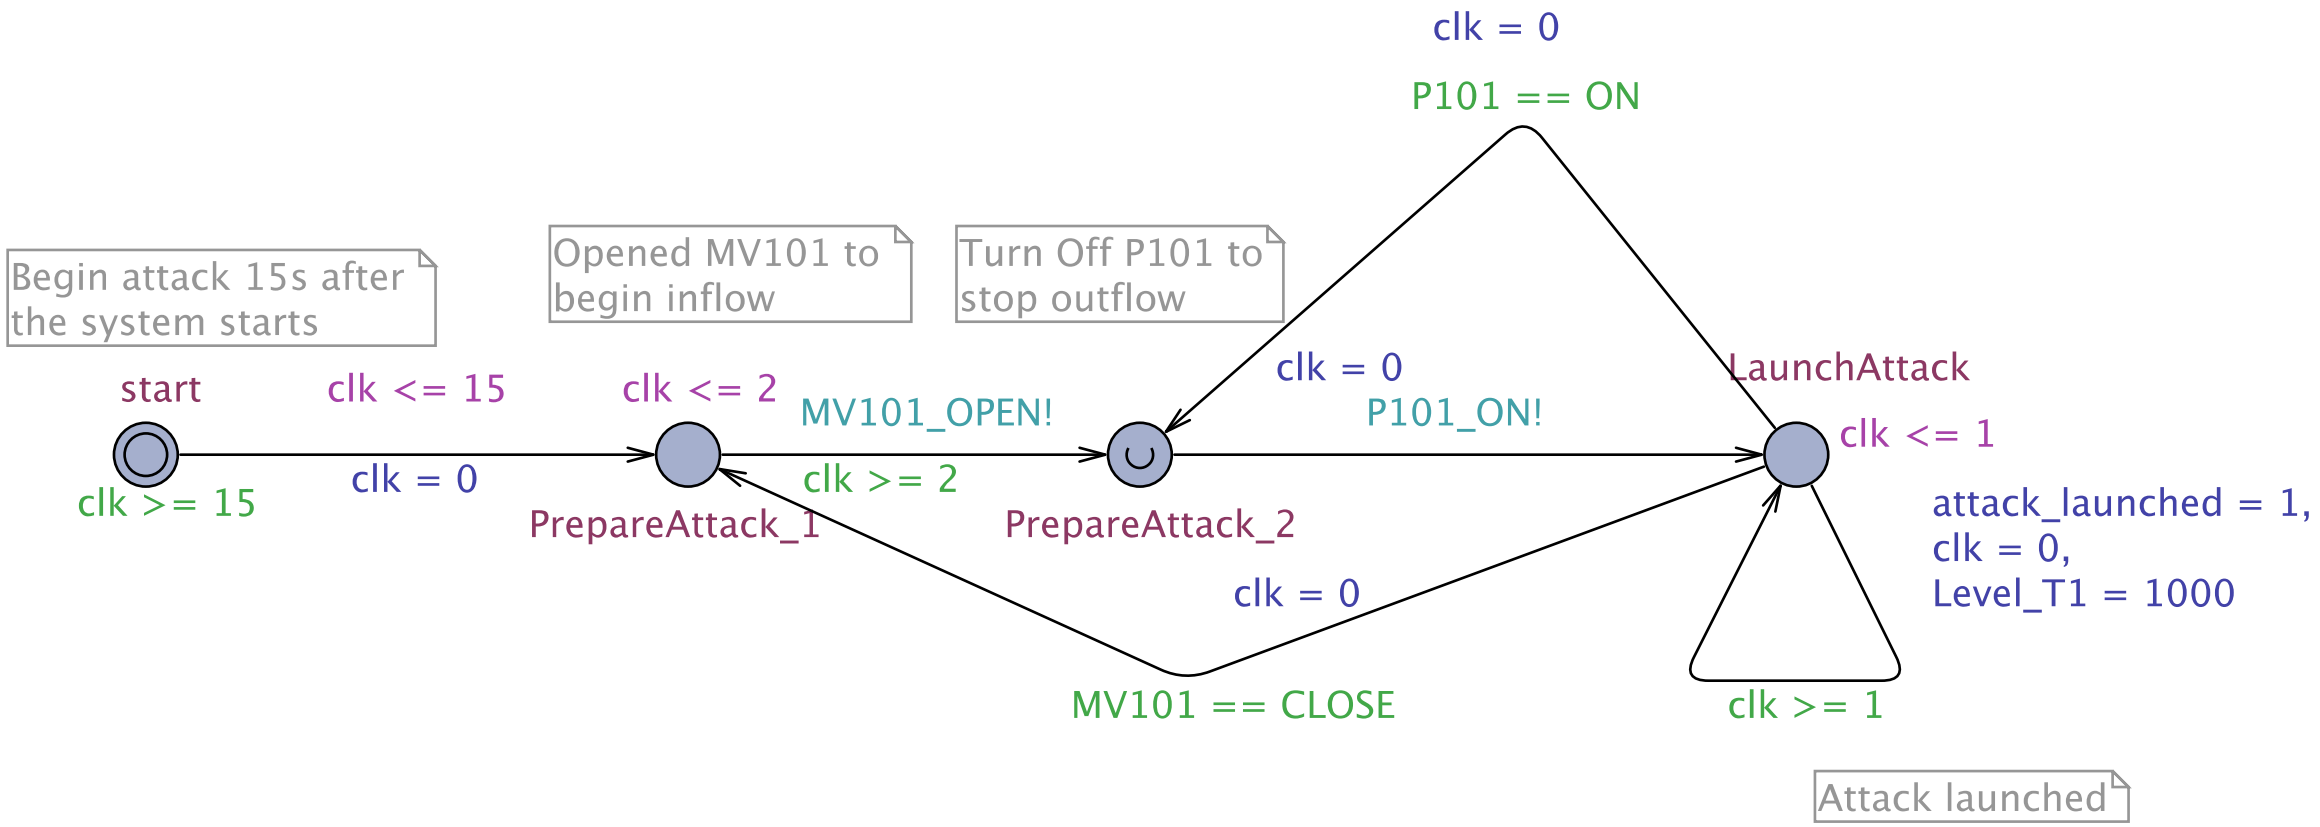 clk = 0
P101 == ON
Begin attack 15s after
the system starts
Opened MV101 to
begin inflow
Turn Off P101 to
stop outflow
start
clk <= 15
clk <= 2
MV101_OPEN!
clk = 0
P101_ON!
LaunchAttack
clk <= 1
clk >= 15
clk = 0
clk >= 2
PrepareAttack_1
PrepareAttack_2
attack_launched = 1,
clk = 0,
Level_T1 = 1000
clk = 0
MV101 == CLOSE
clk >= 1
Attack launched